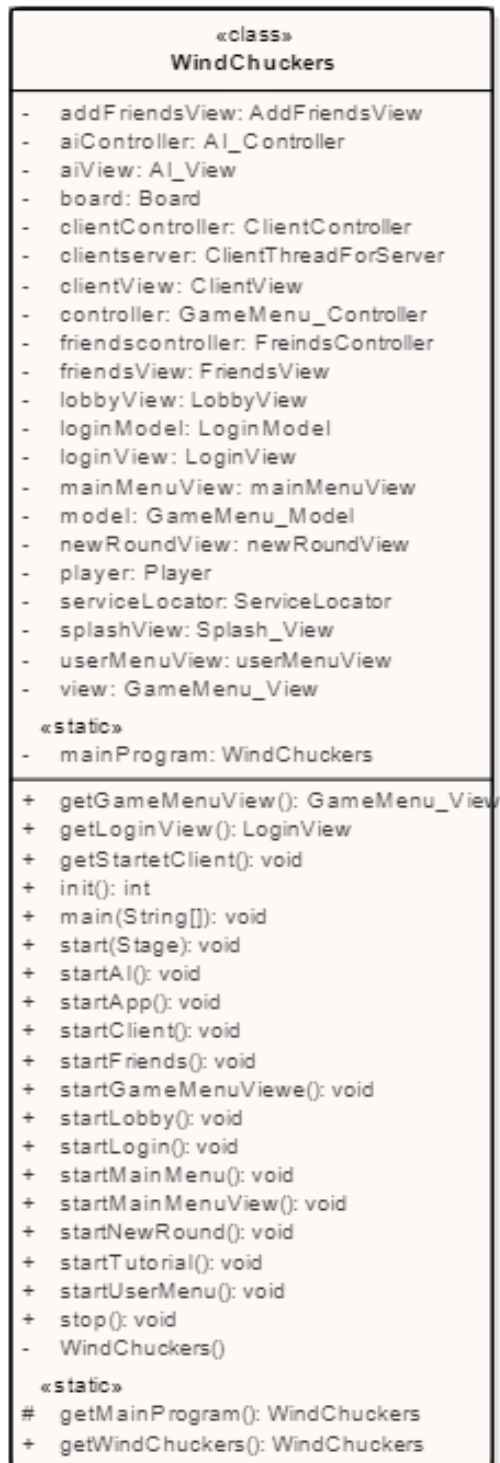 «class»
WindChuckers
- addFriendsView: AddFriendsView
- aiController: AI_Controller
- aiView: AI_View
- board: Board
- clientController: ClientController
- clientserver: ClientThreadForServer
- clientView: ClientView
- controller: GameMenu_Controller
- friendscontroller: FreindsController
- friendsView: FriendsView
- lobbyView: LobbyView
- loginModel: LoginModel
- loginView: LoginView
- mainMenuView: mainMenuView
- model: GameMenu_Model
- newRoundView: newRoundView
- player: Player
- serviceLocator: ServiceLocator
- splashView: Splash_View
- userMenuView: userMenuView
- view: GameMenu_View
«static»
- mainProgram: WindChuckers
+ getGameMenuView(): GameMenu_View
+ getLoginView(): LoginView
+ getStartetClient(): void
+ init(): int
+ main(String[]): void
+ start(Stage): void
+ startAI(): void
+ startApp(): void
+ startClient(): void
+ startFriends(): void
+ startGameMenuViewe(): void
+ startLobby(): void
+ startLogin(): void
+ startMainMenu(): void
+ startMainMenuView(): void
+ startNewRound(): void
+ startTutorial(): void
+ startUserMenu(): void
+ stop(): void
- WindChuckers()
«static»
# getMainProgram(): WindChuckers
+ getWindChuckers(): WindChuckers